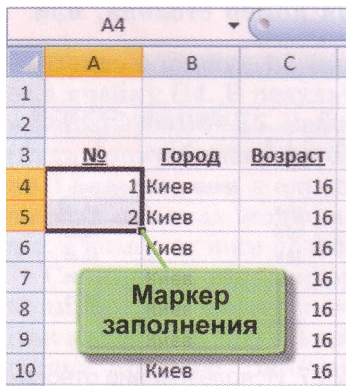 A4
A B C
1
2
3 № Город Возраст
4 1 Киев 16
5 2 Киев 16
6 Киев 16
7 16
8 16
9 16
10 Киев 16
Маркер
заполнения